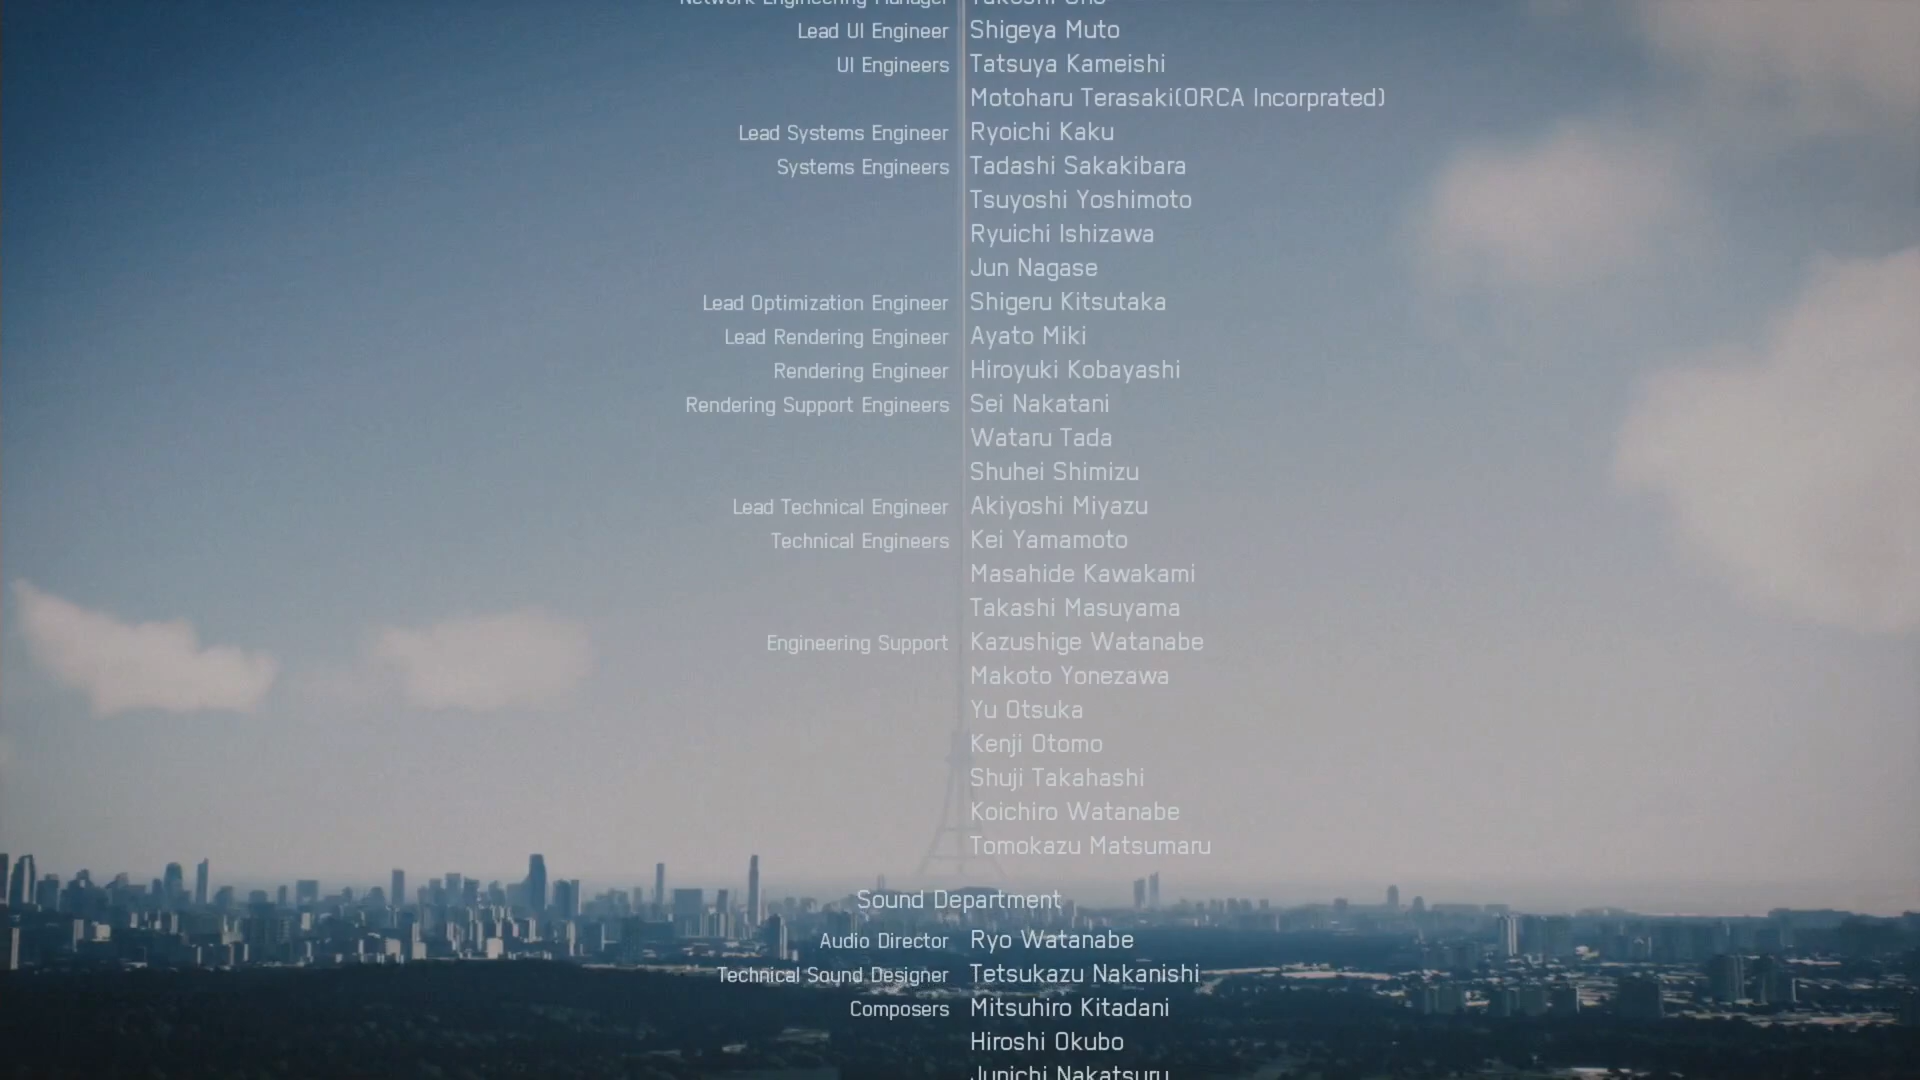 Network Engineering Manager
Lead UI Engineer Shigeya Muto
UI Engineers Tatsuya Kameishi
Motoharu Terasaki(ORCA Incorprated)
Lead Systems Engineer Ryoichi Kaku
Systems Engineers Tadashi Sakakibara
Tsuyoshi Yoshimoto
Ryuichi Ishizawa
Jun Nagase
Lead Optimization Engineer Shigeru Kitsutaka
Lead Rendering Engineer Ayato Miki
Rendering Engineer Hiroyuki Kobayashi
Rendering Support Engineers Sei Nakatani
Wataru Tada
Shuhei Shimizu
Lead Technical Engineer Akiyoshi Miyazu
Technical Engineers Kei Yamamoto
Masahide Kawakami
Takashi Masuyama
Engineering Support Kazushige Watanabe
Makoto Yonezawa
Yu Otsuka
Kenji Otomo
Shuji Takahashi
Koichiro Watanabe
Tomokazu Matsumaru
Sound Department
Audio Director Ryo Watanabe
Technical Sound Designer Tetsukazu Nakanishi
Composers Mitsuhiro Kitadani
Hiroshi Okubo
Junichi Nakatsuru